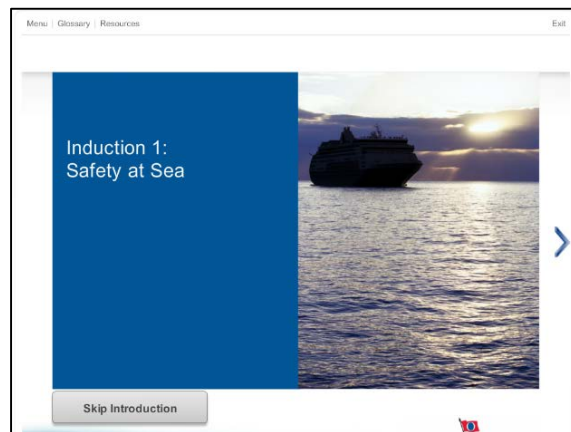 Menu | Glossary | Resources
Exit
Induction 1:
Safety at Sea
Skip Introduction